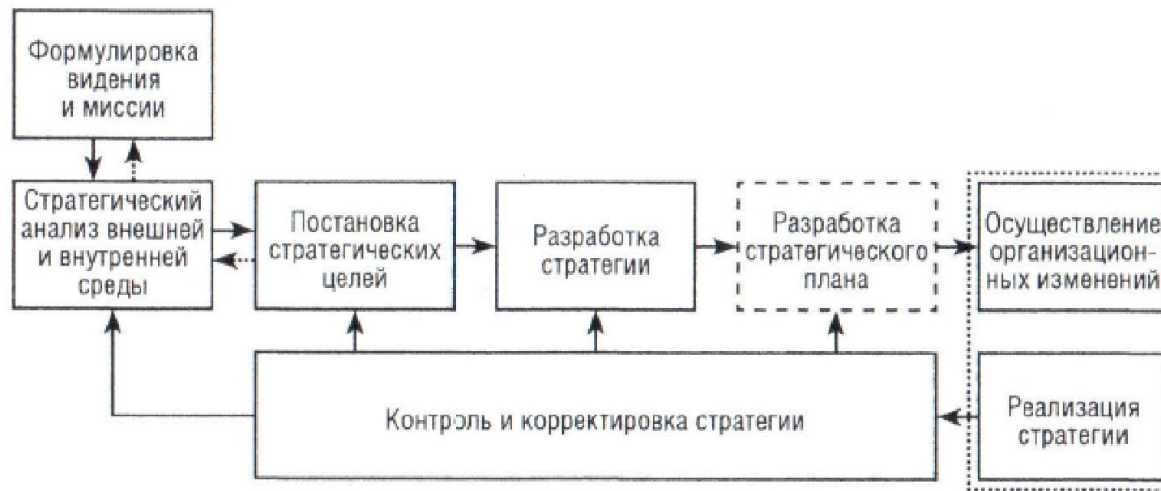 Формулировка
видения
и миссии
Стратегический
анализ внешней
и внутренней
среды
Постановка
стратегических
целей
Разработка
стратегии
Разработка
стратегического
плана
Осуществление
организацион-
ных изменений
Контроль и корректировка стратегии
Реализация
стратегии